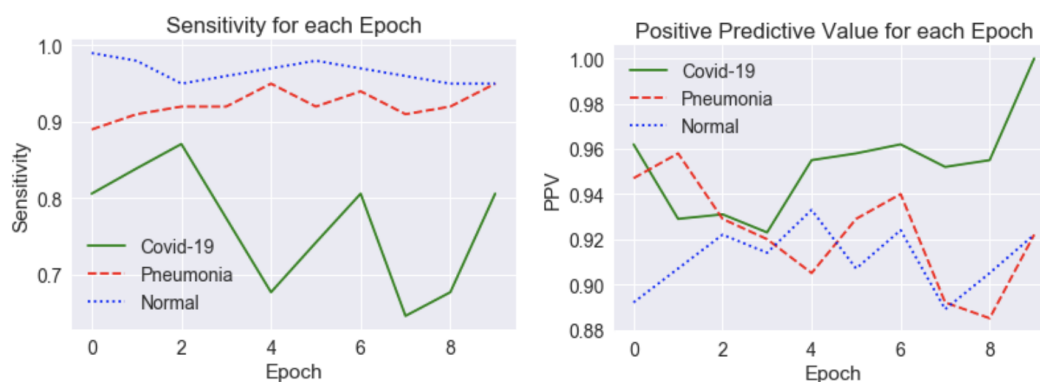 Sensitivity for each Epoch
1.0
0.9
0.8
0.7
Sensitivity
Covid-19
Pneumonia
Normal
0 2 4 6 8
Epoch
Positive Predictive Value for each Epoch
1.00
0.98
0.96
0.94
0.92
0.90
0.88
PPV
Covid-19
Pneumonia
Normal
0 2 4 6 8
Epoch